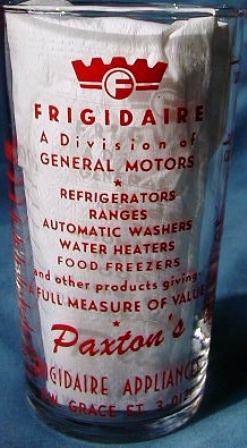 F
FRIGIDAIRE
A Division of
GENERAL MOTORS
REFRIGERATORS
RANGES
AUTOMATIC WASHERS
WATER HEATERS
FOOD FREEZERS
and other products giving-
A FULL MEASURE OF VALUE
Paxton's
IGIDAIRE APPLIANCES
GRACE ST.